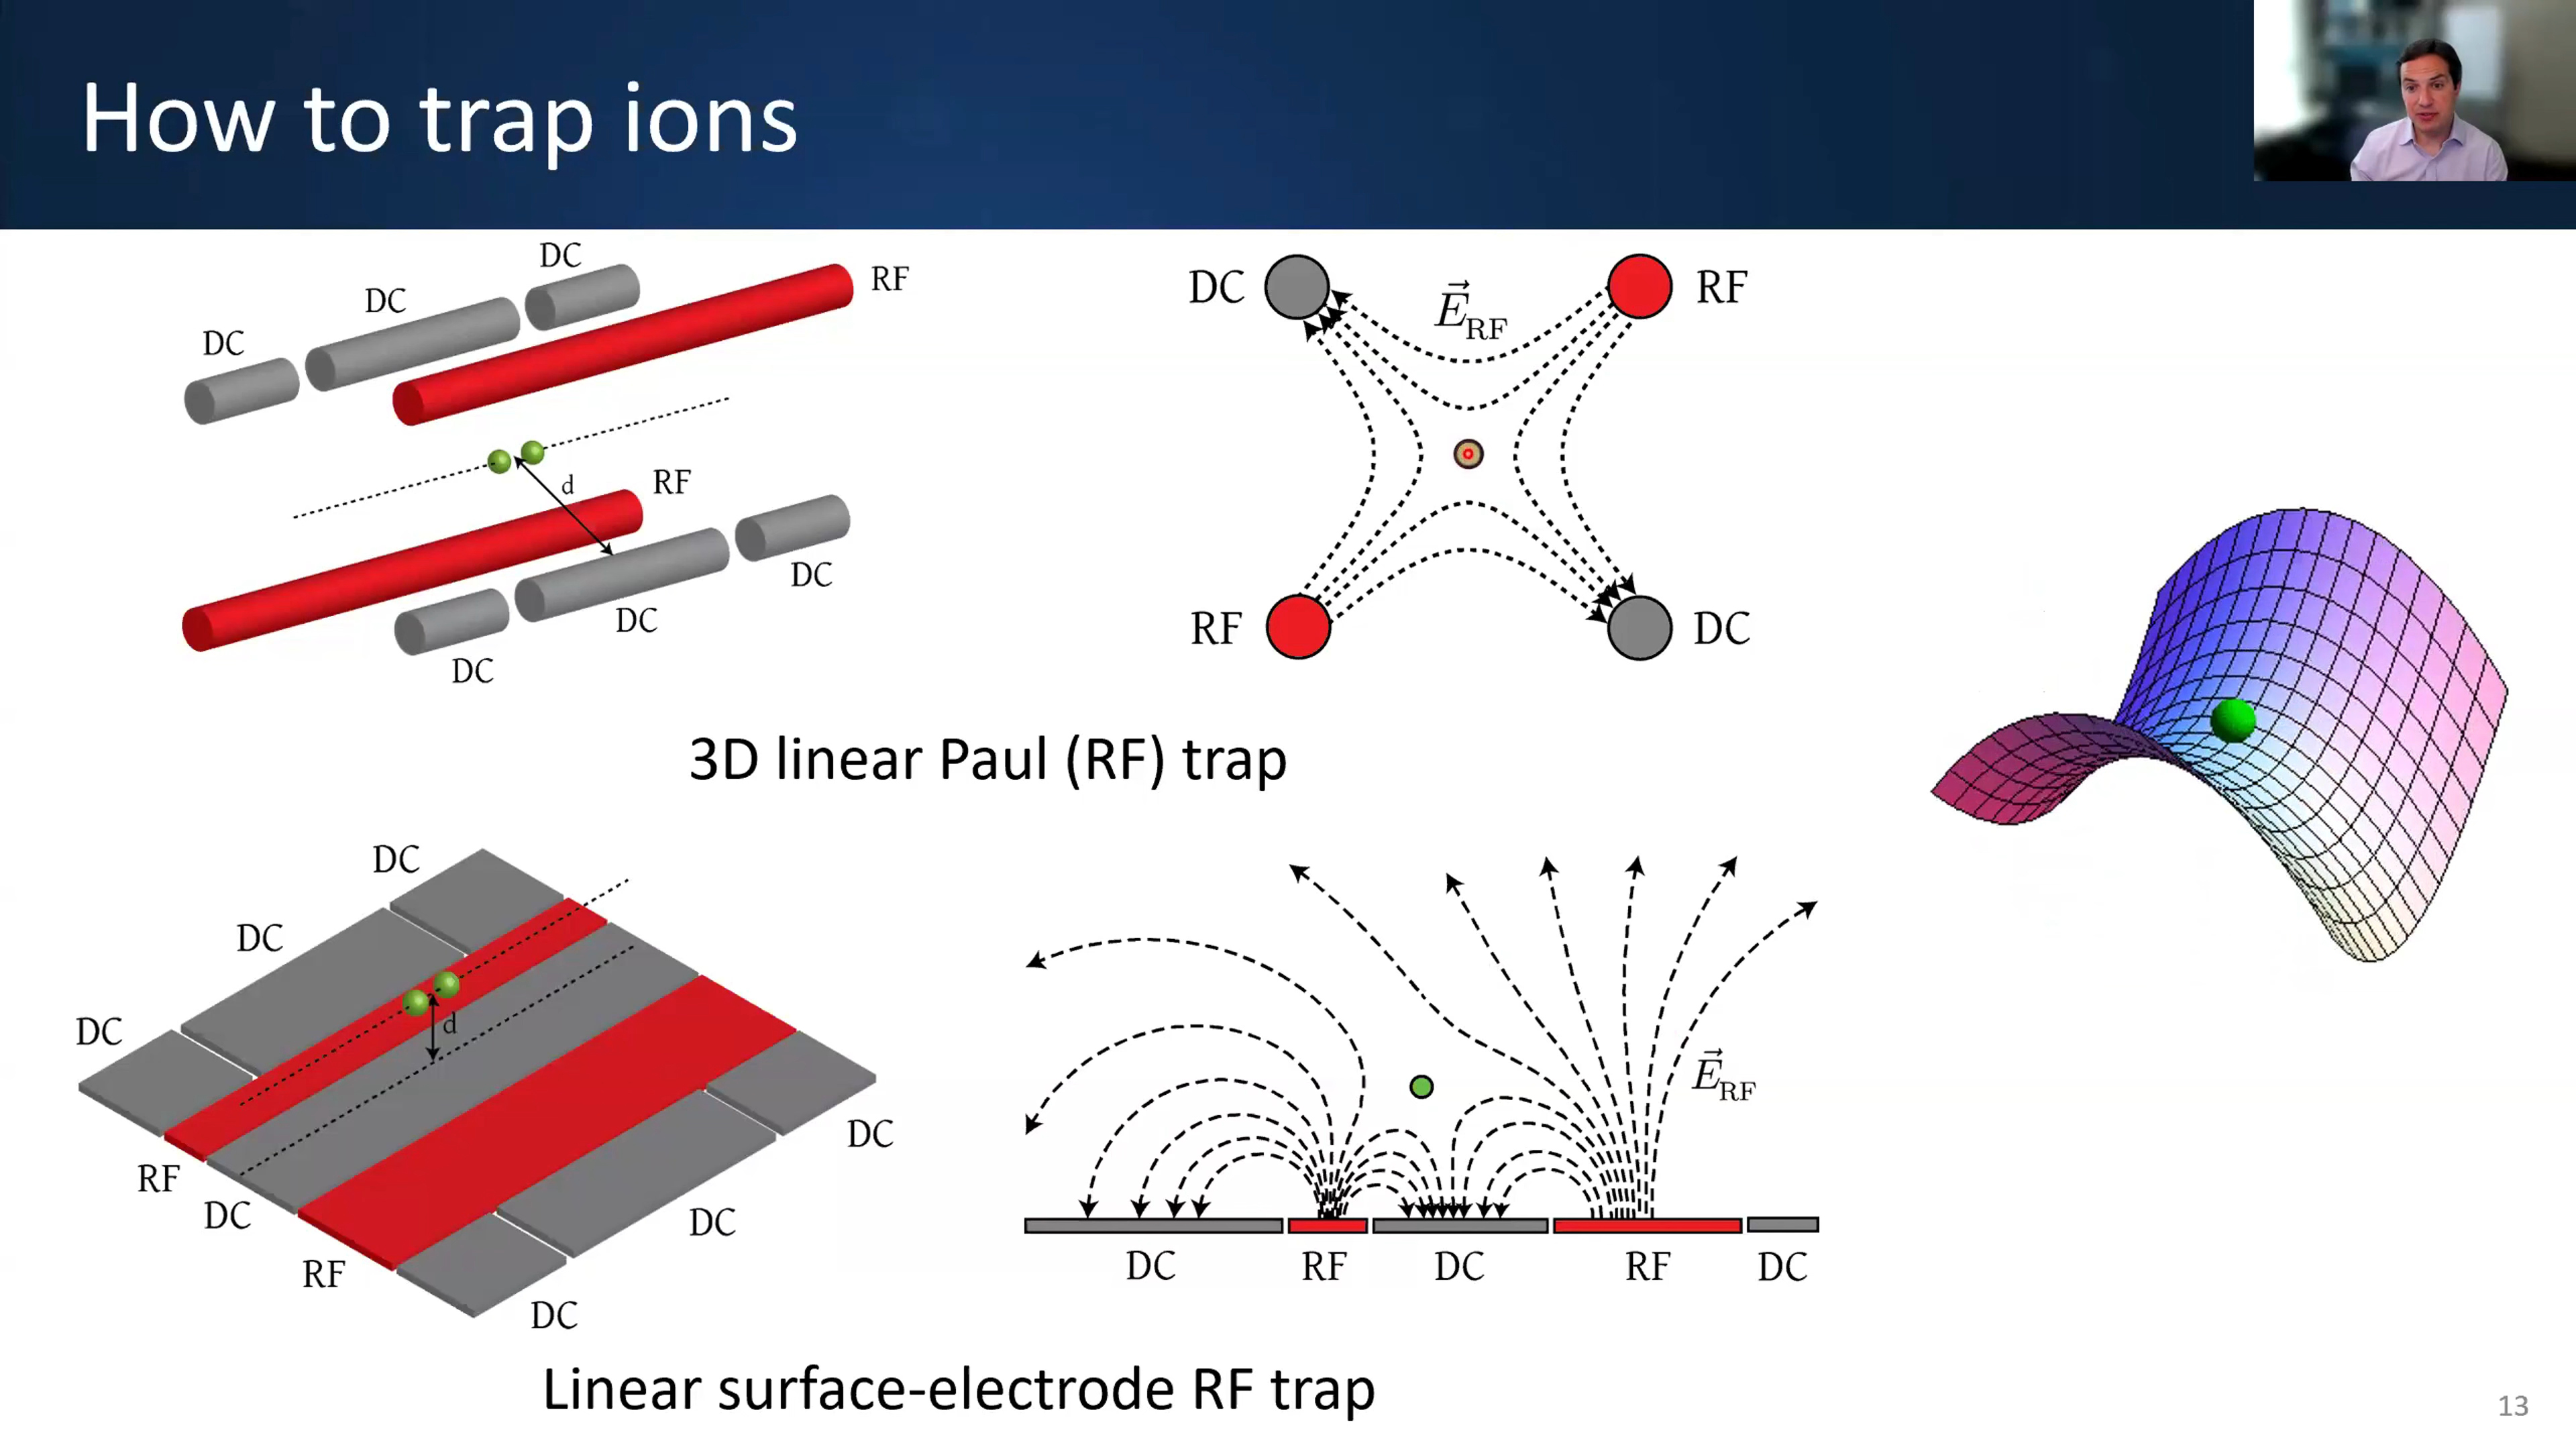 How to trap ions
DC
DC
DC
RF
d
RF
DC
DC
DC
DC
E⃗RF
RF
RF
DC
3D linear Paul (RF) trap
DC
DC
DC
d
RF
DC
RF
DC
DC
DC
E⃗RF
DC
RF
DC
RF
DC
Linear surface-electrode RF trap
13